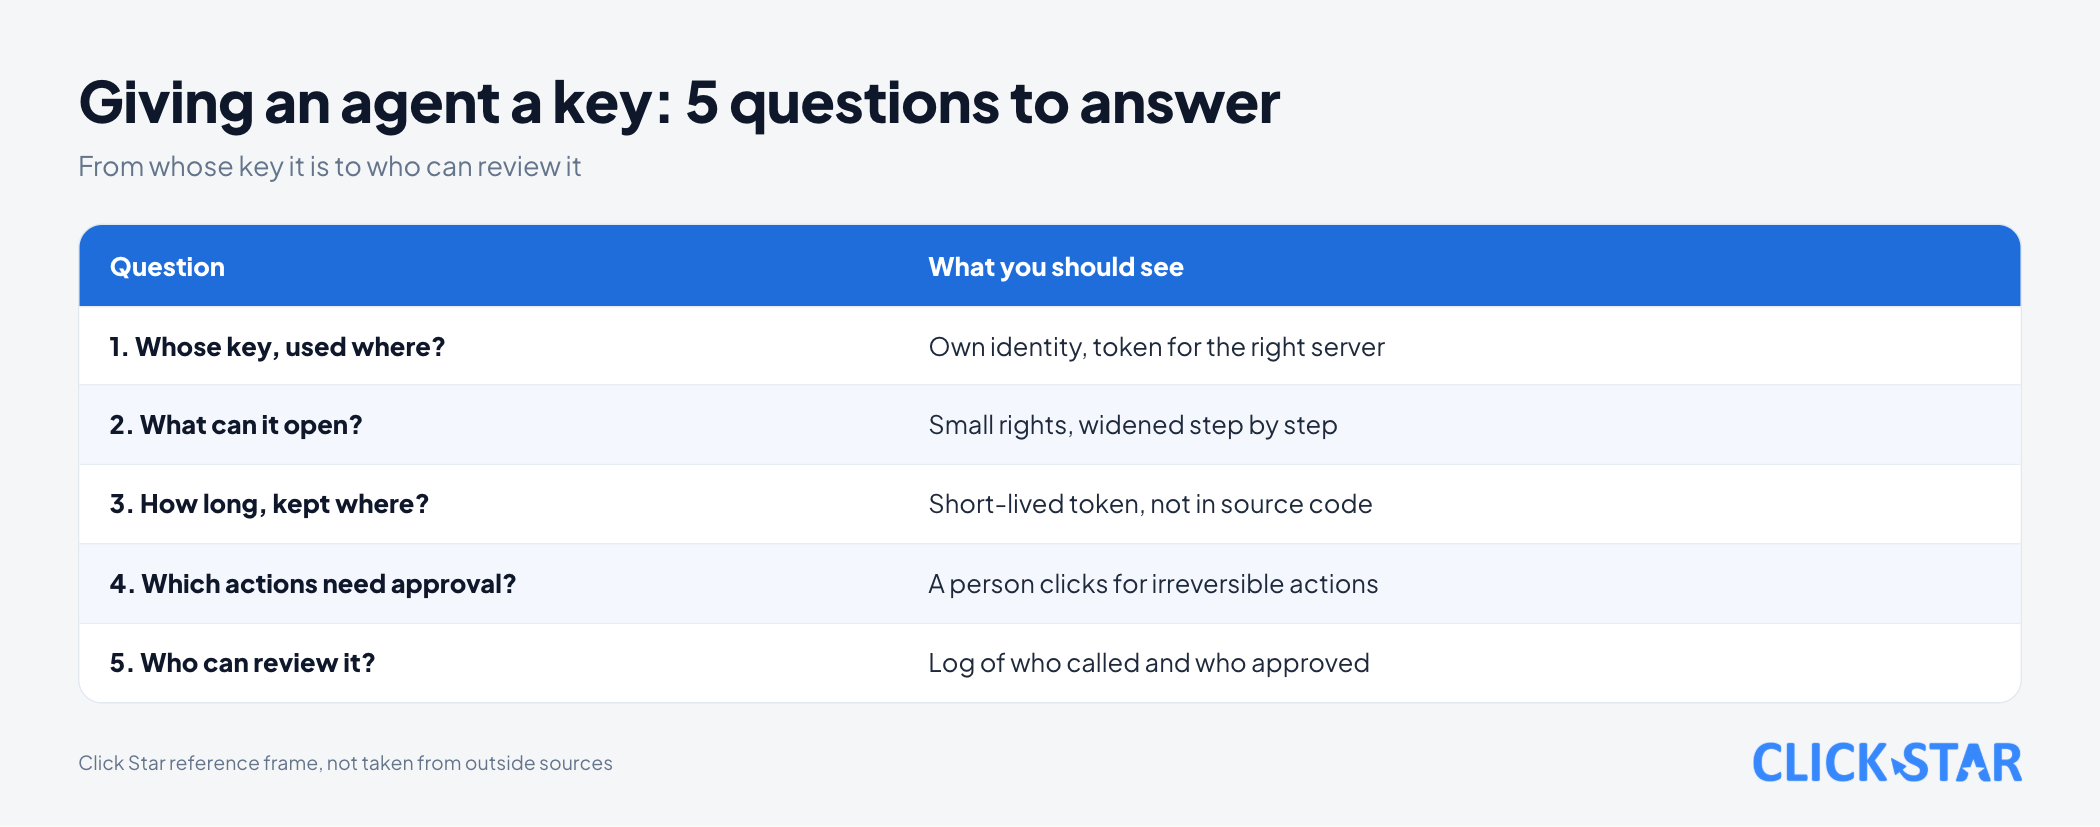 Giving an agent a key: 5 questions to answer
From whose key it is to who can review it
Question What you should see
1. Whose key, used where? Own identity, token for the right server
2. What can it open? Small rights, widened step by step
3. How long, kept where? Short-lived token, not in source code
4. Which actions need approval? A person clicks for irreversible actions
5. Who can review it? Log of who called and who approved
Click Star reference frame, not taken from outside sources
CLICK STAR